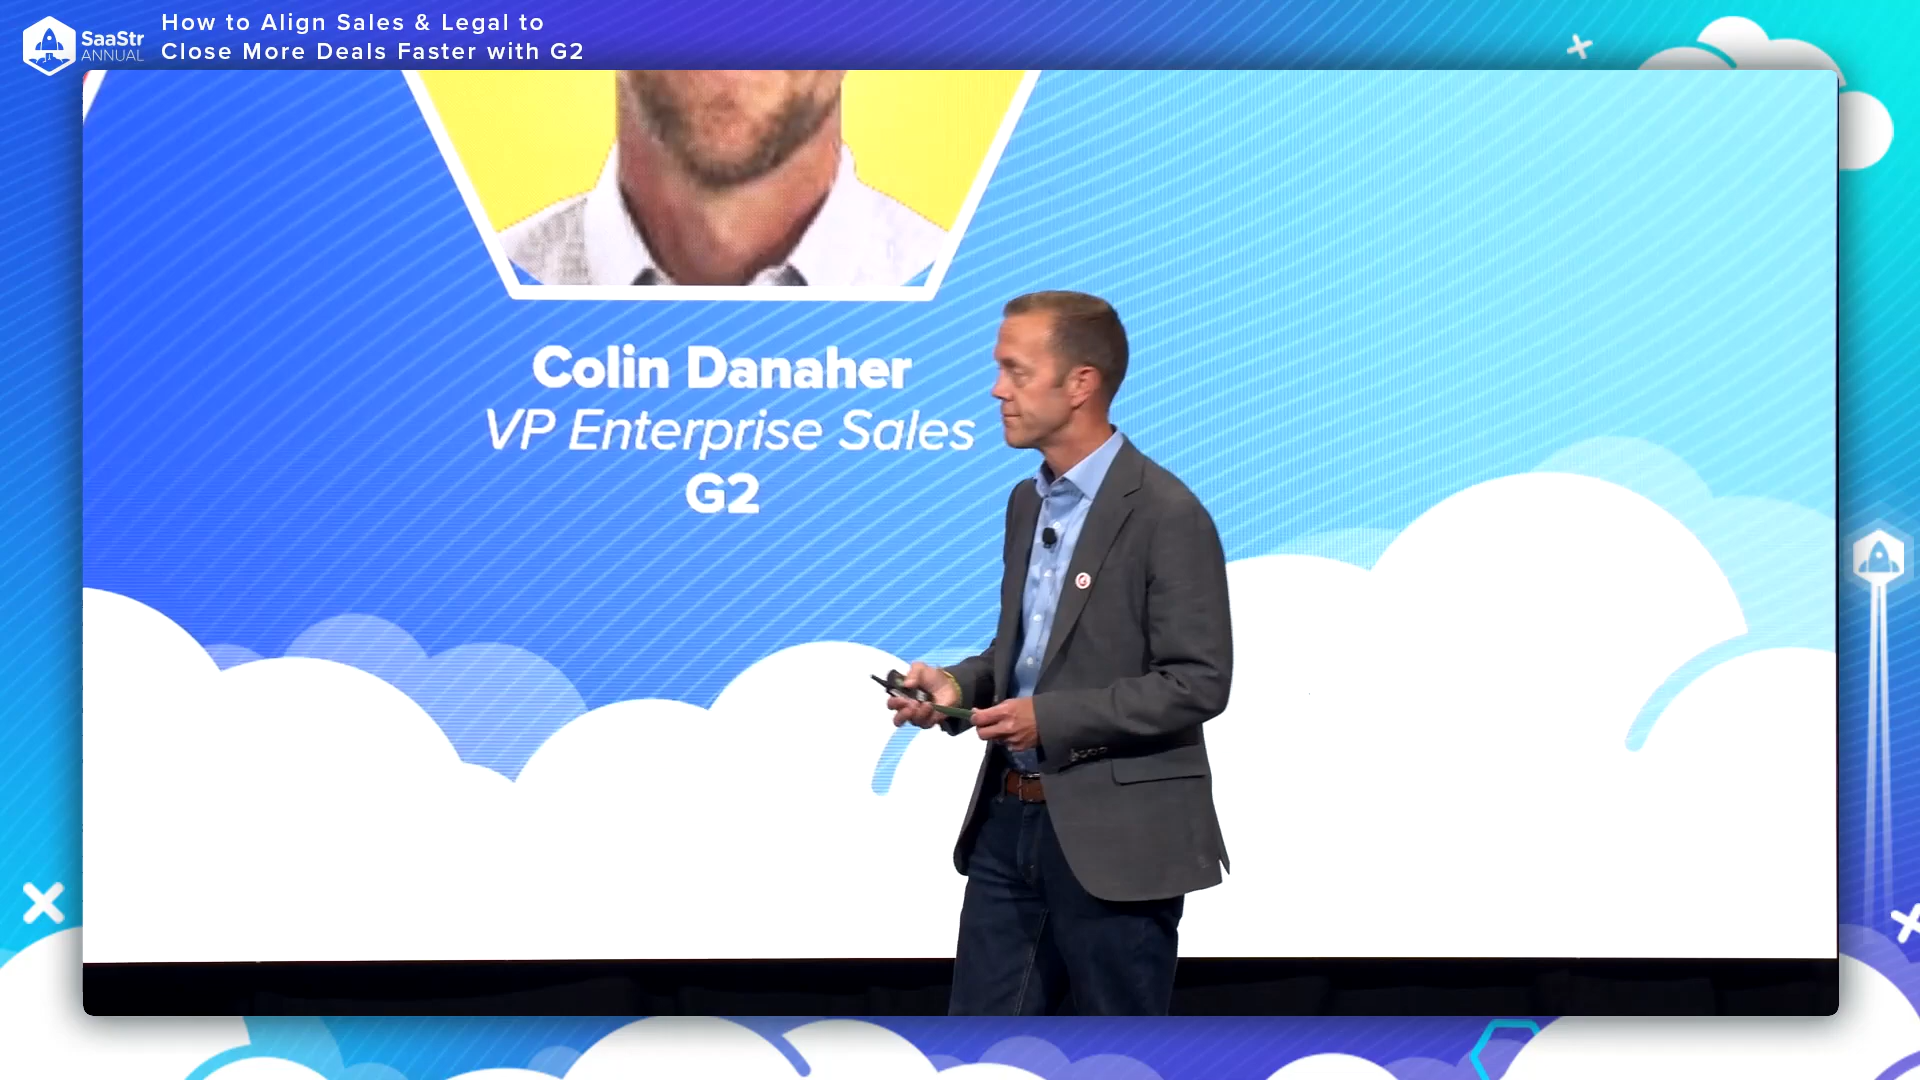 SaaStr
ANNUAL
How to Align Sales & Legal to
Close More Deals Faster with G2
Colin Danaher
VP Enterprise Sales
G2